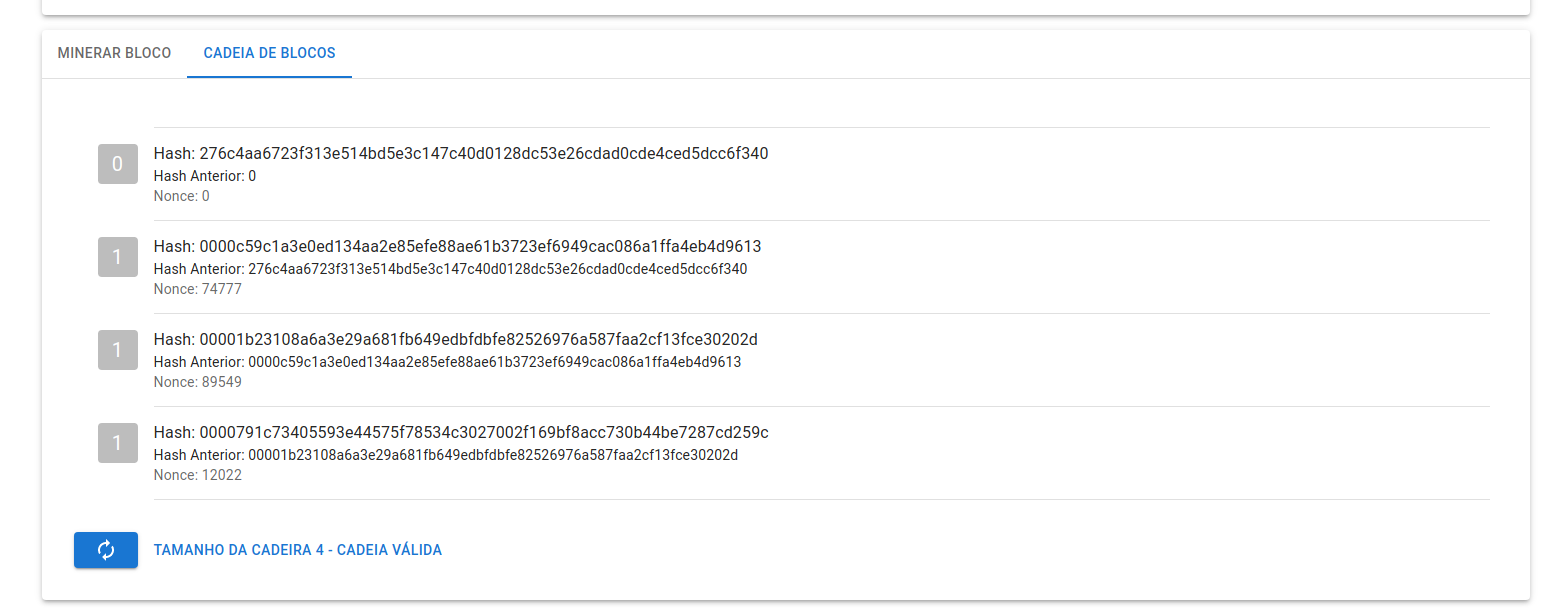 MINERAR BLOCO
CADEIA DE BLOCOS
0
Hash: 276c4aa6723f313e514bd5e3c147c40d0128dc53e26cdad0cde4ced5dcc6f340
Hash Anterior: 0
Nonce: 0
1
Hash: 0000c59c1a3e0ed134aa2e85efe88ae61b3723ef6949cac086a1ffa4eb4d9613
Hash Anterior: 276c4aa6723f313e514bd5e3c147c40d0128dc53e26cdad0cde4ced5dcc6f340
Nonce: 74777
1
Hash: 00001b23108a6a3e29a681fb649edbfdbfe82526976a587faa2cf13fce30202d
Hash Anterior: 0000c59c1a3e0ed134aa2e85efe88ae61b3723ef6949cac086a1ffa4eb4d9613
Nonce: 89549
1
Hash: 0000791c73405593e44575f78534c3027002f169bf8acc730b44be7287cd259c
Hash Anterior: 00001b23108a6a3e29a681fb649edbfdbfe82526976a587faa2cf13fce30202d
Nonce: 12022
TAMANHO DA CADEIRA 4 - CADEIA VÁLIDA